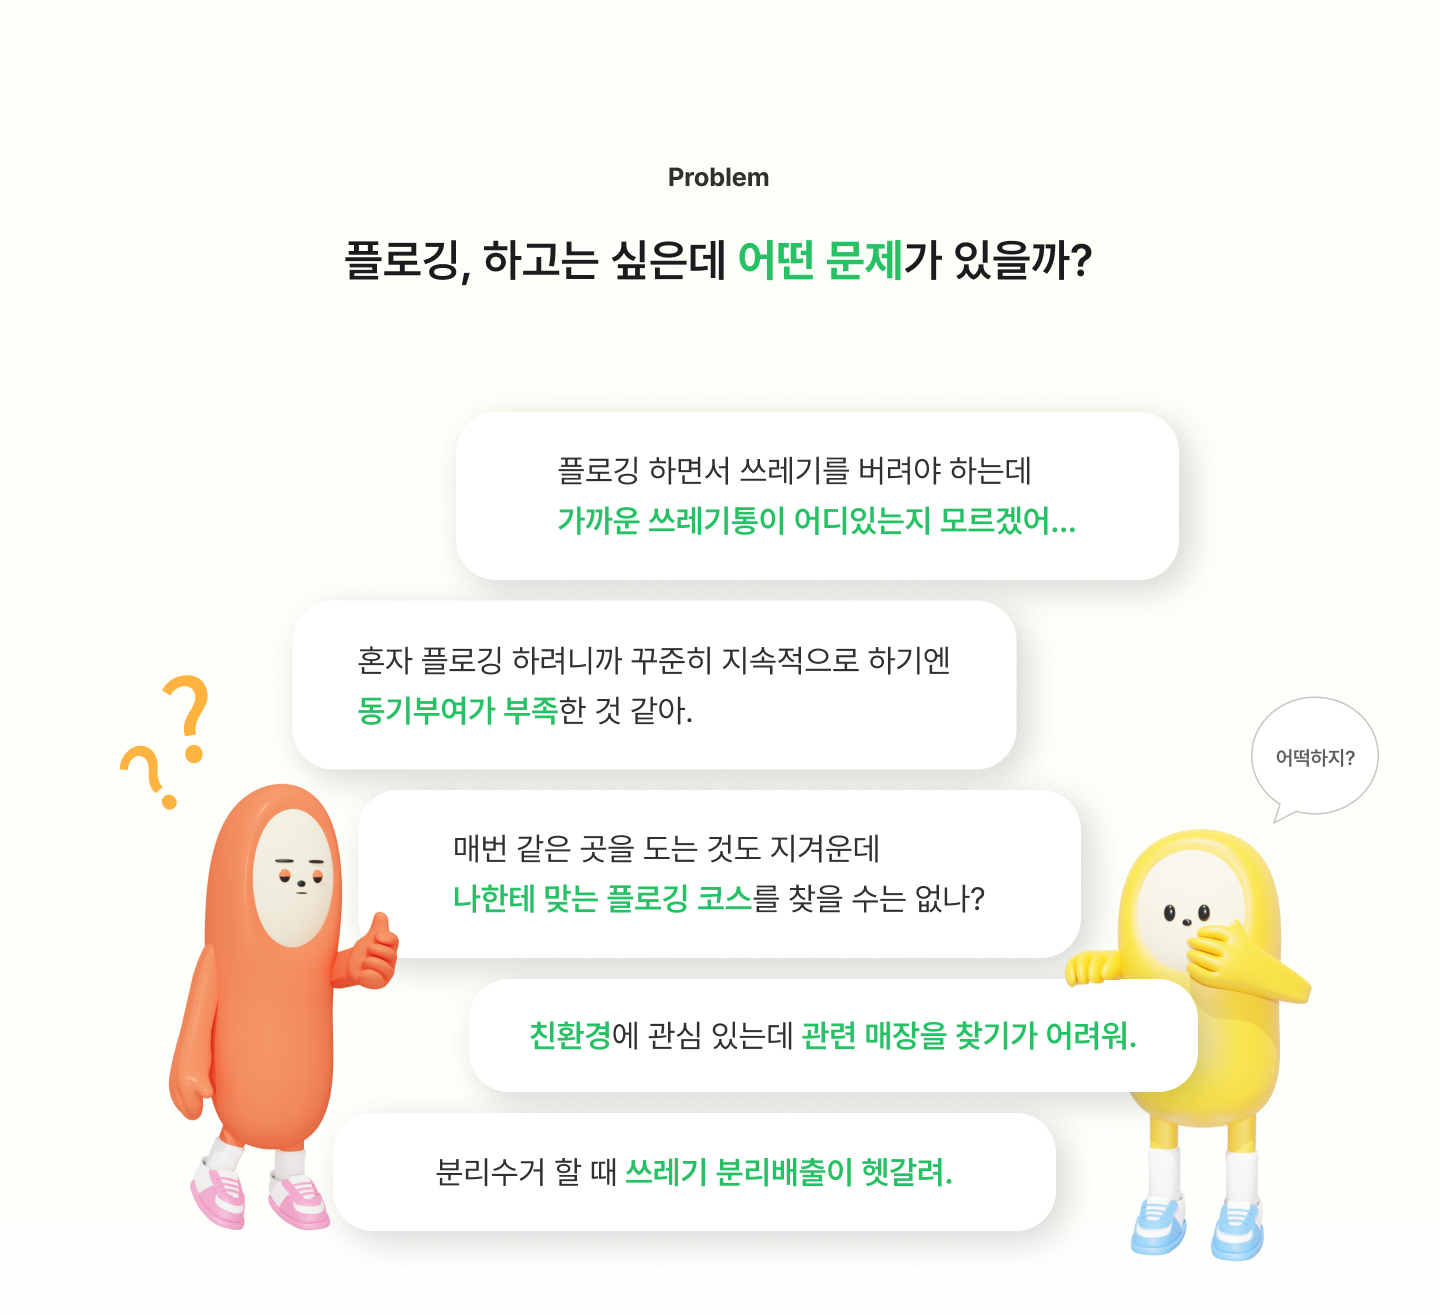 Problem
플로깅, 하고는 싶은데 어떤 문제가 있을까?
플로깅 하면서 쓰레기를 버려야 하는데
가까운 쓰레기통이 어디있는지 모르겠어...
혼자 플로깅 하려니까 꾸준히 지속적으로 하기엔
동기부여가 부족한 것 같아.
??
어떡하지?
매번 같은 곳을 도는 것도 지겨운데
나한테 맞는 플로깅 코스를 찾을 수는 없나?
친환경에 관심 있는데 관련 매장을 찾기가 어려워.
분리수거 할 때 쓰레기 분리배출이 헷갈려.